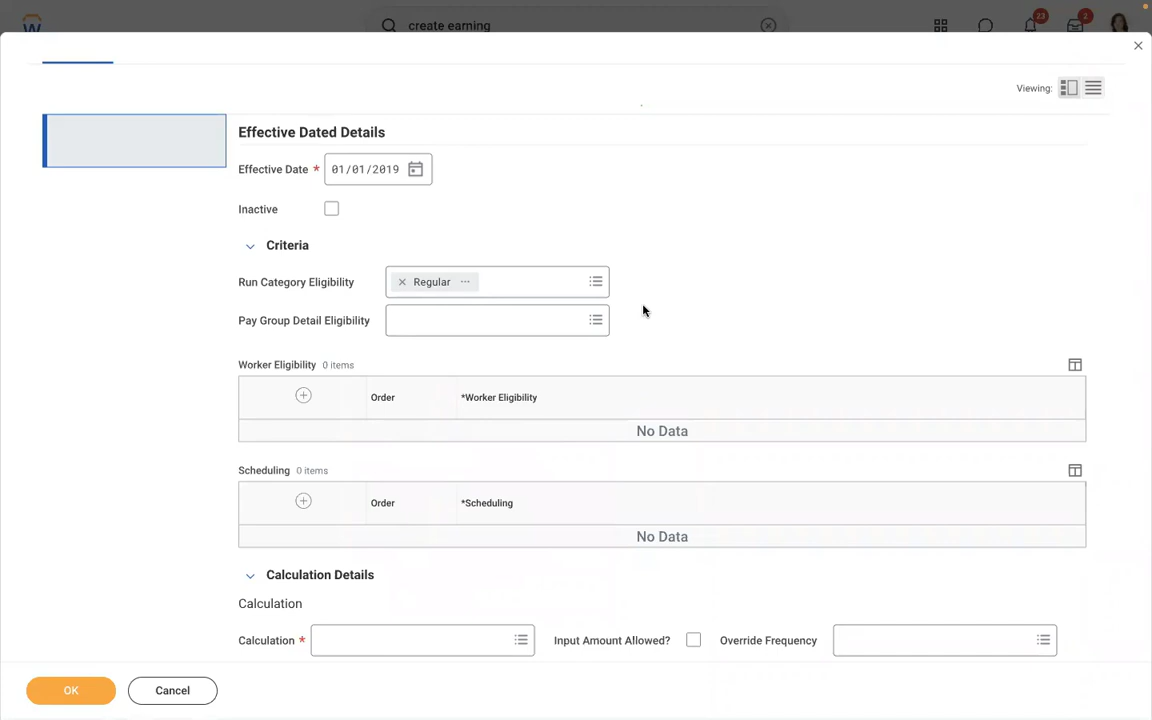 create earning
23
2
Viewing:
Effective Dated Details
Effective Date * 01/01/2019
Inactive
Criteria
Run Category Eligibility Regular
Pay Group Detail Eligibility
Worker Eligibility 0 items
Order *Worker Eligibility
No Data
Scheduling 0 items
Order *Scheduling
No Data
Calculation Details
Calculation
Calculation * Input Amount Allowed? Override Frequency
OK Cancel